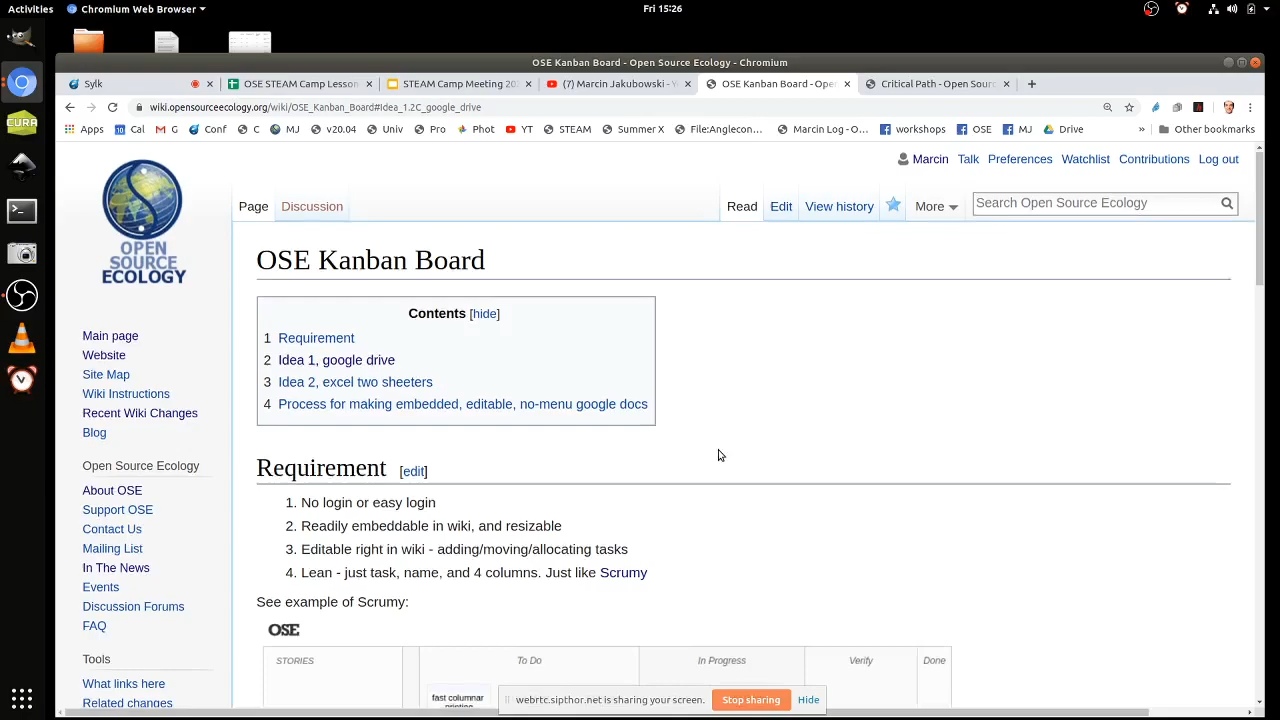 Activities
Chromium Web Browser
Fri 15:26
OSE Kanban Board - Open Source Ecology - Chromium
Sylk
OSE STEAM Camp Lesson
STEAM Camp Meeting 202
(7) Marcin Jakubowski - Y
OSE Kanban Board - Open
Critical Path - Open Sourc
wiki.opensourceecology.org/wiki/OSE_Kanban_Board#Idea_1.2C_google_drive
Apps
Cal
G
Conf
C
MJ
v20.04
Univ
Pro
Phot
YT
STEAM
Summer X
File:Anglecon...
Marcin Log - O...
workshops
OSE
MJ
Drive
»
Other bookmarks
CURA
Marcin
Talk
Preferences
Watchlist
Contributions
Log out
OPEN
SOURCE
ECOLOGY
Page
Discussion
Read
Edit
View history
More
Search Open Source Ecology
OSE Kanban Board
Contents [hide]
1 Requirement
2 Idea 1, google drive
3 Idea 2, excel two sheeters
4 Process for making embedded, editable, no-menu google docs
Main page
Website
Site Map
Wiki Instructions
Recent Wiki Changes
Blog
Open Source Ecology
About OSE
Support OSE
Contact Us
Mailing List
In The News
Events
Discussion Forums
FAQ
Tools
What links here
Related changes
Requirement [edit]
1. No login or easy login
2. Readily embeddable in wiki, and resizable
3. Editable right in wiki - adding/moving/allocating tasks
4. Lean - just task, name, and 4 columns. Just like Scrumy
See example of Scrumy:
OSE
STORIES
To Do
In Progress
Verify
Done
fast columnar
webrtc.sipthor.net is sharing your screen.
Stop sharing
Hide